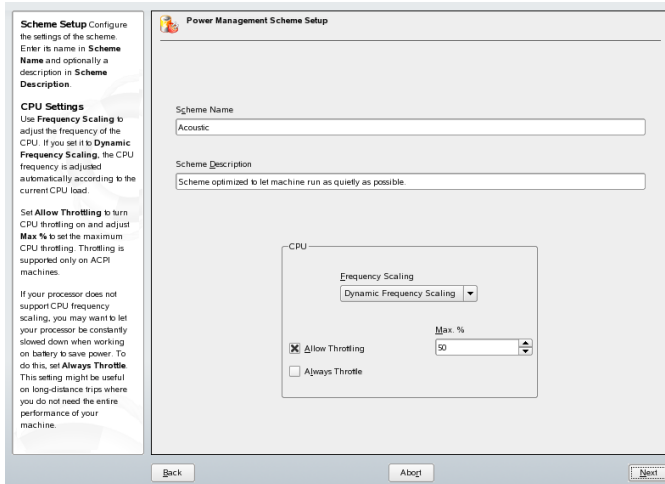 Scheme Setup Configure
the settings of the scheme.
Enter its name in Scheme
Name and optionally a
description in Scheme
Description.
CPU Settings
Use Frequency Scaling to
adjust the frequency of the
CPU. If you set it to Dynamic
Frequency Scaling, the CPU
frequency is adjusted
automatically according to the
current CPU load.
Set Allow Throttling to turn
CPU throttling on and adjust
Max % to set the maximum
CPU throttling. Throttling is
supported only on ACPI
machines.
If your processor does not
support CPU frequency
scaling, you may want to let
your processor be constantly
slowed down when working
on battery to save power. To
do this, set Always Throttle.
This setting might be useful
on long-distance trips where
you do not need the entire
performance of your
machine.
Power Management Scheme Setup
Scheme Name
Acoustic
Scheme Description
Scheme optimized to let machine run as quietly as possible.
CPU
Frequency Scaling
Dynamic Frequency Scaling
Max. %
Allow Throttling
50
Always Throttle
Back
Abort
Next